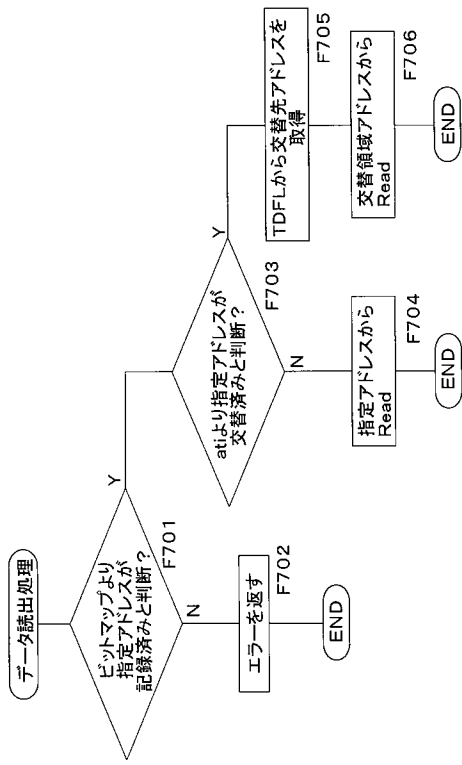 データ読出処理
ビットマップより
指定アドレスが
記録済みと判断？
F701
Y
N
エラーを返す
F702
END
atiより指定アドレスが
交替済みと判断？
F703
Y
N
指定アドレスから
Read
F704
END
TDFLから交替先アドレスを
取得
F705
交替領域アドレスから
Read
F706
END